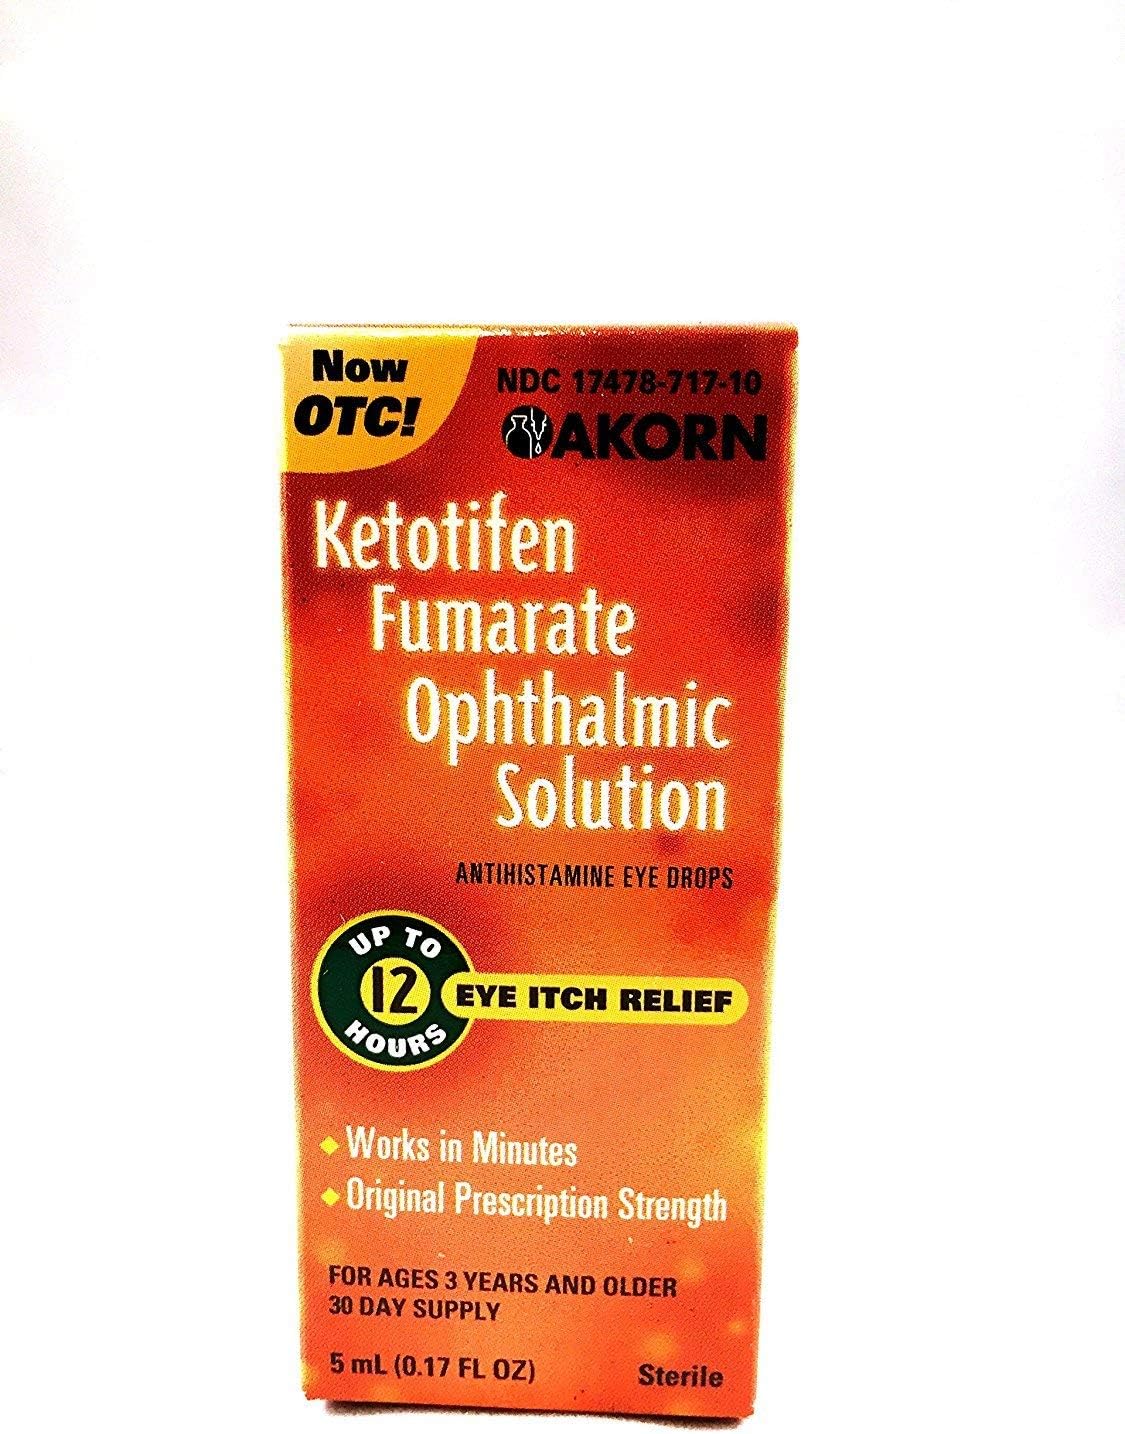 Now
OTC!
NDC 17478-717-10
AKORN
Ketotifen
Fumarate
Ophthalmic
Solution
ANTIHISTAMINE EYE DROPS
UP TO
12
HOURS
EYE ITCH RELIEF
Works in Minutes
Original Prescription Strength
FOR AGES 3 YEARS AND OLDER
30 DAY SUPPLY
5 mL (0.17 FL OZ)
Sterile